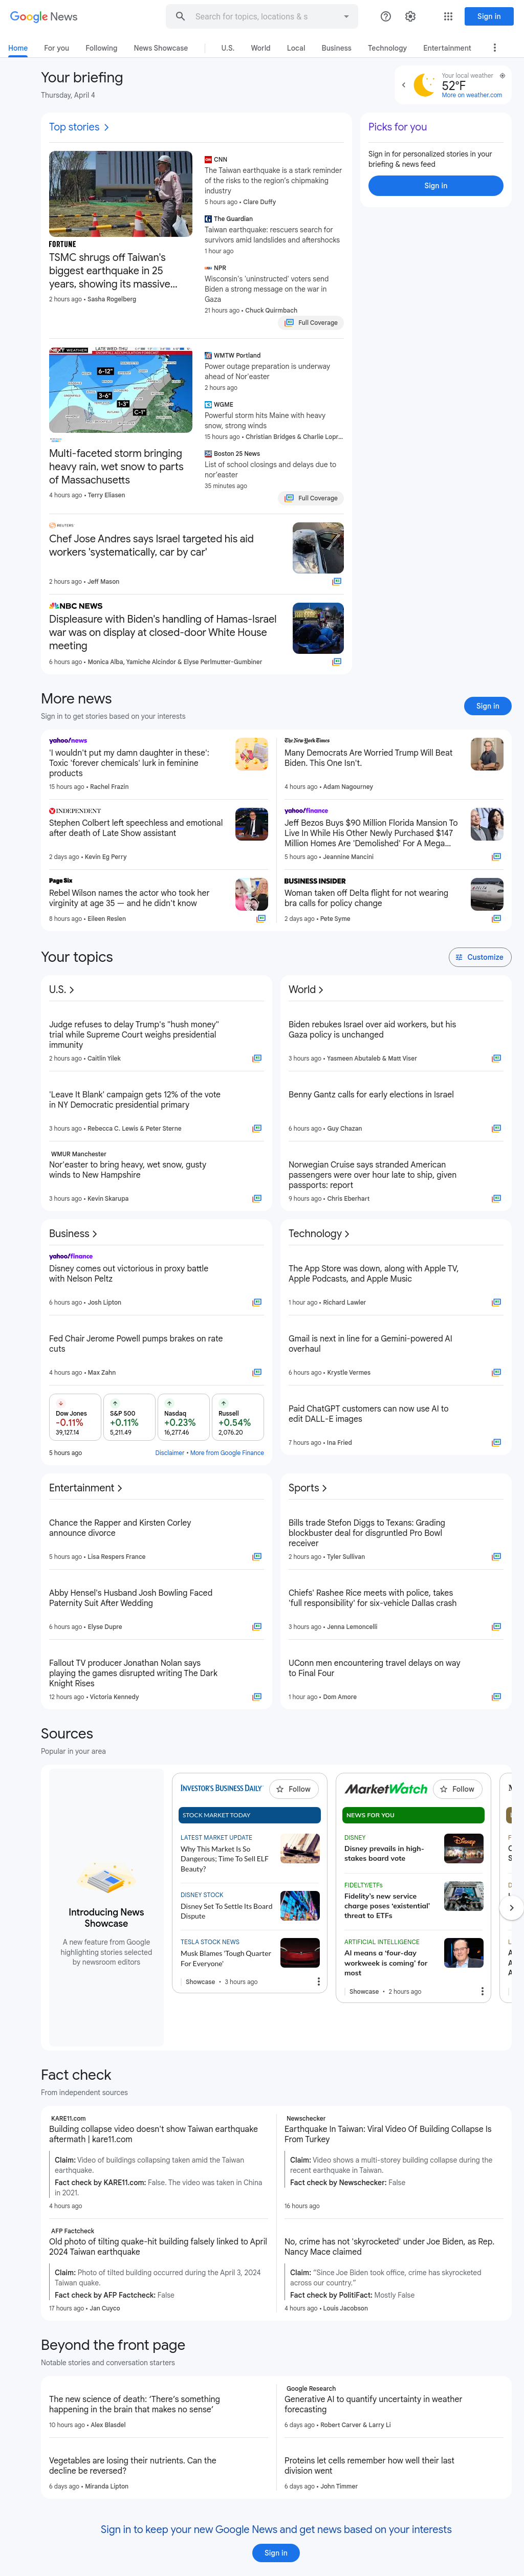 Google News
Search for topics, locations & s
Sign in
Home
For you
Following
News Showcase
U.S.
World
Local
Business
Technology
Entertainment
Your briefing
Thursday, April 4
Your local weather
52°F
More on weather.com
Top stories
Picks for you
Sign in for personalized stories in your
briefing & news feed
Sign in
FORTUNE
TSMC shrugs off Taiwan's
biggest earthquake in 25
years, showing its massive...
2 hours ago • Sasha Rogelberg
CNN
The Taiwan earthquake is a stark reminder
of the risks to the region's chipmaking
industry
5 hours ago • Clare Duffy
The Guardian
Taiwan earthquake: rescuers search for
survivors amid landslides and aftershocks
1 hour ago
NPR
Wisconsin's 'uninstructed' voters send
Biden a strong message on the war in
Gaza
21 hours ago • Chuck Quirmbach
Full Coverage
WEATHER
6-12"
3-6"
1-3"
C-1"
Multi-faceted storm bringing
heavy rain, wet snow to parts
of Massachusetts
4 hours ago • Terry Eliasen
WMTW Portland
Power outage preparation is underway
ahead of Nor'easter
2 hours ago
WGME
Powerful storm hits Maine with heavy
snow, strong winds
15 hours ago • Christian Bridges & Charlie Lopr...
Boston 25 News
List of school closings and delays due to
nor'easter
35 minutes ago
Full Coverage
REUTERS
Chef Jose Andres says Israel targeted his aid
workers 'systematically, car by car'
2 hours ago • Jeff Mason
NBC NEWS
Displeasure with Biden's handling of Hamas-Israel
war was on display at closed-door White House
meeting
6 hours ago • Monica Alba, Yamiche Alcindor & Elyse Perlmutter-Gumbiner
More news
Sign in to get stories based on your interests
Sign in
yahoo/news
'I wouldn't put my damn daughter in these':
Toxic 'forever chemicals' lurk in feminine
products
15 hours ago • Rachel Frazin
The New York Times
Many Democrats Are Worried Trump Will Beat
Biden. This One Isn't.
4 hours ago • Adam Nagourney
INDEPENDENT
Stephen Colbert left speechless and emotional
after death of Late Show assistant
2 days ago • Kevin Eg Perry
yahoo/finance
Jeff Bezos Buys $90 Million Florida Mansion To
Live In While His Other Newly Purchased $147
Million Homes Are 'Demolished' For A Mega...
5 hours ago • Jeannine Mancini
Page Six
Rebel Wilson names the actor who took her
virginity at age 35 — and he didn't know
8 hours ago • Eileen Reslen
BUSINESS INSIDER
Woman taken off Delta flight for not wearing
bra calls for policy change
2 days ago • Pete Syme
Your topics
Customize
U.S.
Judge refuses to delay Trump's "hush money"
trial while Supreme Court weighs presidential
immunity
2 hours ago • Caitlin Yilek
'Leave It Blank' campaign gets 12% of the vote
in NY Democratic presidential primary
3 hours ago • Rebecca C. Lewis & Peter Sterne
WMUR Manchester
Nor'easter to bring heavy, wet snow, gusty
winds to New Hampshire
3 hours ago • Kevin Skarupa
World
Biden rebukes Israel over aid workers, but his
Gaza policy is unchanged
3 hours ago • Yasmeen Abutaleb & Matt Viser
Benny Gantz calls for early elections in Israel
6 hours ago • Guy Chazan
Norwegian Cruise says stranded American
passengers were over hour late to ship, given
passports: report
9 hours ago • Chris Eberhart
Business
yahoo/finance
Disney comes out victorious in proxy battle
with Nelson Peltz
6 hours ago • Josh Lipton
Fed Chair Jerome Powell pumps brakes on rate
cuts
4 hours ago • Max Zahn
Dow Jones
-0.11%
39,127.14
S&P 500
+0.11%
5,211.49
Nasdaq
+0.23%
16,277.46
Russell
+0.54%
2,076.20
5 hours ago
Disclaimer • More from Google Finance
Technology
The App Store was down, along with Apple TV,
Apple Podcasts, and Apple Music
1 hour ago • Richard Lawler
Gmail is next in line for a Gemini-powered AI
overhaul
6 hours ago • Krystle Vermes
Paid ChatGPT customers can now use AI to
edit DALL-E images
7 hours ago • Ina Fried
Entertainment
Chance the Rapper and Kirsten Corley
announce divorce
5 hours ago • Lisa Respers France
Abby Hensel's Husband Josh Bowling Faced
Paternity Suit After Wedding
6 hours ago • Elyse Dupre
Fallout TV producer Jonathan Nolan says
playing the games disrupted writing The Dark
Knight Rises
12 hours ago • Victoria Kennedy
Sports
Bills trade Stefon Diggs to Texans: Grading
blockbuster deal for disgruntled Pro Bowl
receiver
2 hours ago • Tyler Sullivan
Chiefs' Rashee Rice meets with police, takes
'full responsibility' for six-vehicle Dallas crash
3 hours ago • Jenna Lemoncelli
UConn men encountering travel delays on way
to Final Four
1 hour ago • Dom Amore
Sources
Popular in your area
Introducing News
Showcase
A new feature from Google
highlighting stories selected
by newsroom editors
INVESTOR'S BUSINESS DAILY
Follow
STOCK MARKET TODAY
LATEST MARKET UPDATE
Why This Market Is So
Dangerous; Time To Sell ELF
Beauty?
DISNEY STOCK
Disney Set To Settle Its Board
Dispute
TESLA STOCK NEWS
Musk Blames 'Tough Quarter
For Everyone'
Showcase • 3 hours ago
MarketWatch
Follow
NEWS FOR YOU
DISNEY
Disney prevails in high-
stakes board vote
FIDELTY/ETFs
Fidelity's new service
charge poses 'existential'
threat to ETFs
ARTIFICIAL INTELLIGENCE
AI means a 'four-day
workweek is coming' for
most
Showcase • 2 hours ago
Fact check
From independent sources
KARE11.com
Building collapse video doesn't show Taiwan earthquake
aftermath | kare11.com
Claim: Video of buildings collapsing taken amid the Taiwan
earthquake.
Fact check by KARE11.com: False. The video was taken in China
in 2021.
4 hours ago
Newschecker
Earthquake In Taiwan: Viral Video Of Building Collapse Is
From Turkey
Claim: Video shows a multi-storey building collapse during the
recent earthquake in Taiwan.
Fact check by Newschecker: False
16 hours ago
AFP Factcheck
Old photo of tilting quake-hit building falsely linked to April
2024 Taiwan earthquake
Claim: Photo of tilted building occurred during the April 3, 2024
Taiwan quake.
Fact check by AFP Factcheck: False
17 hours ago • Jan Cuyco
No, crime has not 'skyrocketed' under Joe Biden, as Rep.
Nancy Mace claimed
Claim: "Since Joe Biden took office, crime has skyrocketed
across our country,"
Fact check by PolitiFact: Mostly False
4 hours ago • Louis Jacobson
Beyond the front page
Notable stories and conversation starters
The new science of death: 'There's something
happening in the brain that makes no sense'
10 hours ago • Alex Blasdel
Google Research
Generative AI to quantify uncertainty in weather
forecasting
6 days ago • Robert Carver & Larry Li
Vegetables are losing their nutrients. Can the
decline be reversed?
6 days ago • Miranda Lipton
Proteins let cells remember how well their last
division went
6 days ago • John Timmer
Sign in to keep your new Google News and get news based on your interests
Sign in